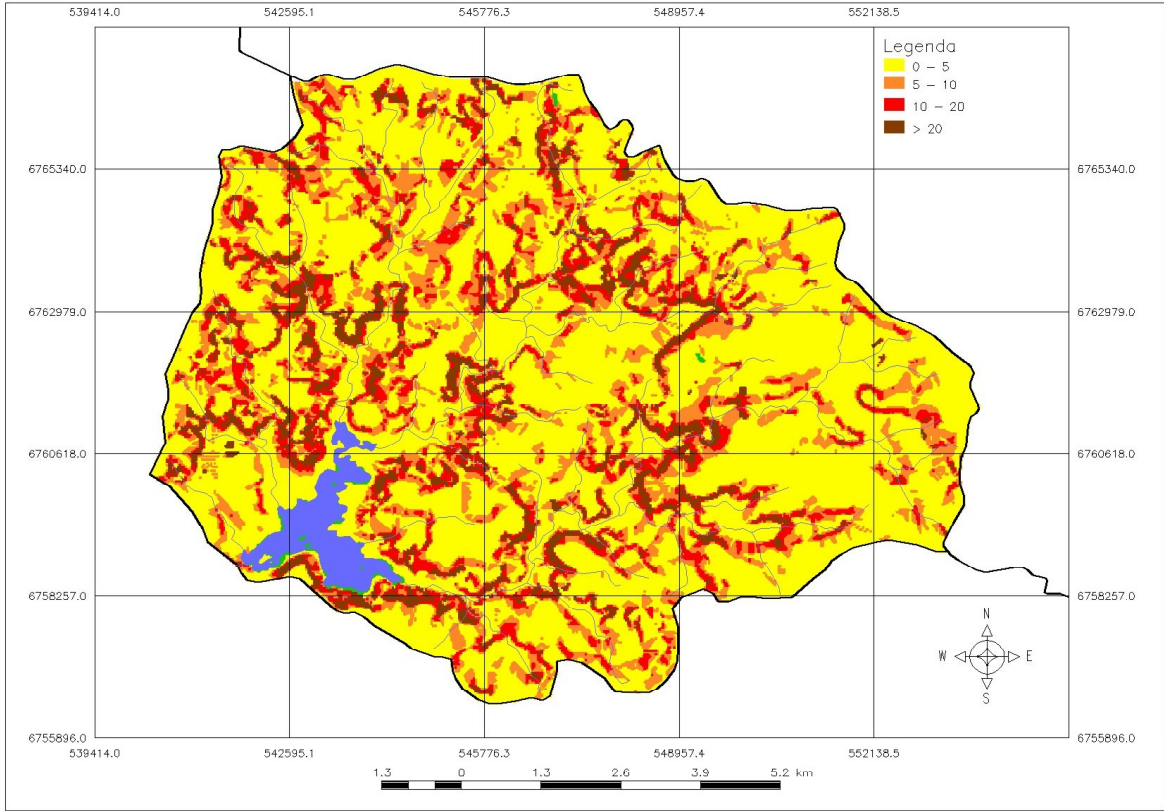 539414.0 542595.1 545776.3 548957.4 552138.5
Legenda
0 - 5
5 - 10
10 - 20
> 20
6765340.0 6765340.0
6762979.0 6762979.0
6760618.0 6760618.0
6758257.0 6758257.0
N
W E
S
6755896.0 6755896.0
539414.0 542595.1 545776.3 548957.4 552138.5
1.3 0 1.3 2.6 3.9 5.2 km